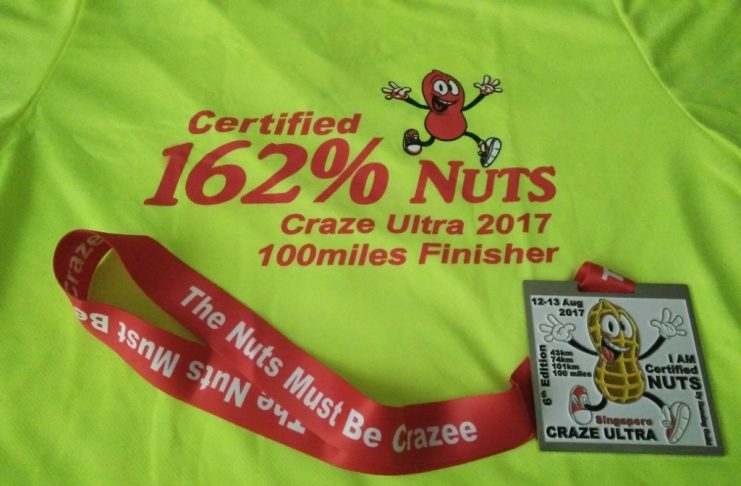 Certified
162% NUTS
Craze Ultra 2017
100miles Finisher
The Nuts Must Be Crazee
The Nuts Must Be Craze
12-13 Aug
2017
6th Edition
43km
74km
101km
100 miles
I AM
Certified
NUTS
Singapore
CRAZE ULTRA